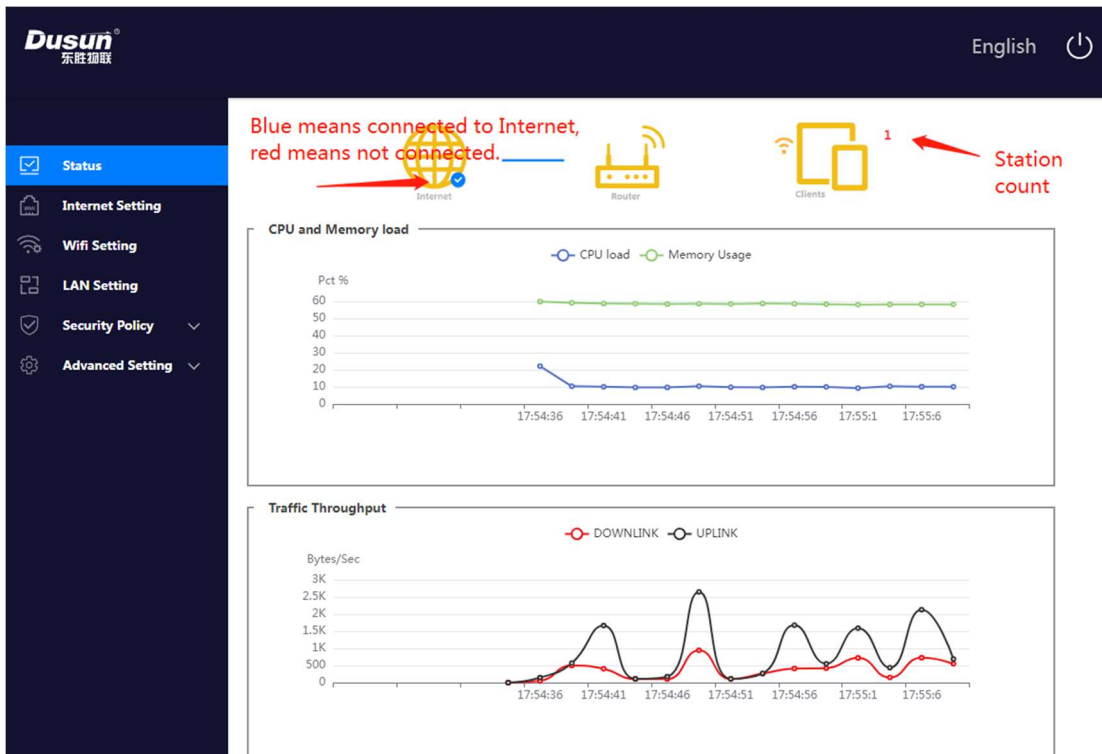 Dusun®
东胜物联
English
Status
Internet Setting
Wifi Setting
LAN Setting
Security Policy
Advanced Setting
Blue means connected to Internet,
red means not connected.
Internet
Router
Clients
1
Station
count
CPU and Memory load
CPU load Memory Usage
Pct %
60
50
40
30
20
10
0
17:54:36 17:54:41 17:54:46 17:54:51 17:54:56 17:55:1 17:55:6
Traffic Throughput
DOWNLINK UPLINK
Bytes/Sec
3K
2.5K
2K
1.5K
1K
500
0
17:54:36 17:54:41 17:54:46 17:54:51 17:54:56 17:55:1 17:55:6